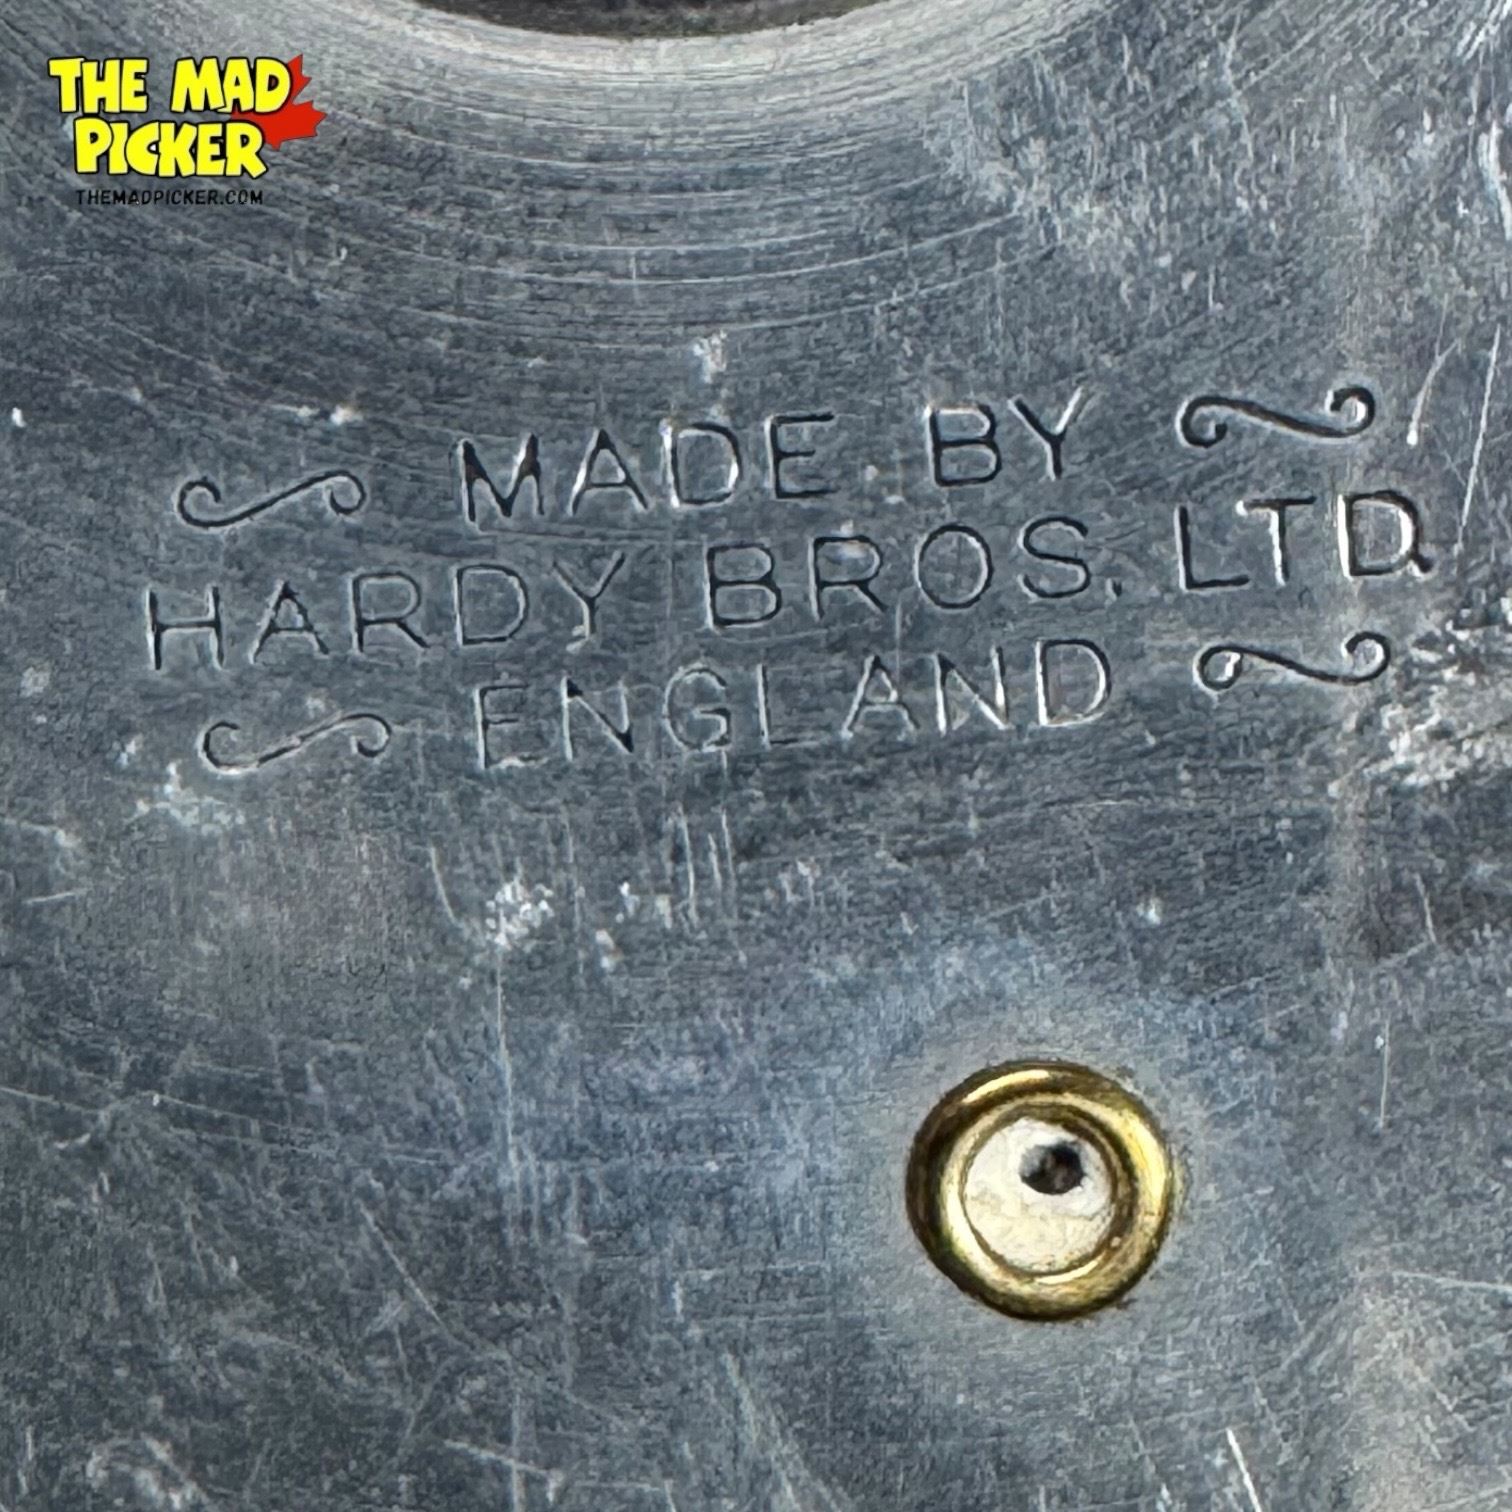 THE MAD
PICKER
THEMADPICKER.COM
MADE BY
HARDY BROS. LTD.
ENGLAND